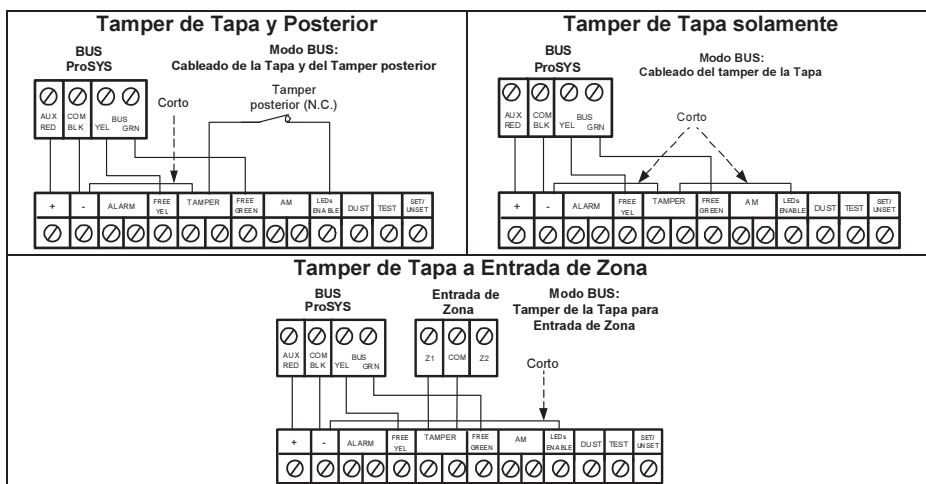 Tamper de Tapa y Posterior
BUS
ProSYS
Modo BUS:
Cableado de la Tapa y del Tamper posterior
Tamper
posterior (N.C.)
Corto
AUX
RED
COM
BLK
YEL
BUS
GRN
+
-
ALARM
FREE
YEL
TAMPER
FREE
GREEN
AM
LEDs
ENABLE
DUST
TEST
SET/
UNSET
Tamper de Tapa solamente
BUS
ProSYS
Modo BUS:
Cableado del tamper de la Tapa
Corto
AUX
RED
COM
BLK
YEL
BUS
GRN
+
-
ALARM
FREE
YEL
TAMPER
FREE
GREEN
AM
LEDs
ENABLE
DUST
TEST
SET/
UNSET
Tamper de Tapa a Entrada de Zona
BUS
ProSYS
Entrada de
Zona
Modo BUS:
Tamper de la Tapa para
Entrada de Zona
Corto
AUX
RED
COM
BLK
YEL
BUS
GRN
Z1
COM
Z2
+
-
ALARM
FREE
YEL
TAMPER
FREE
GREEN
AM
LEDs
ENABLE
DUST
TEST
SET/
UNSET